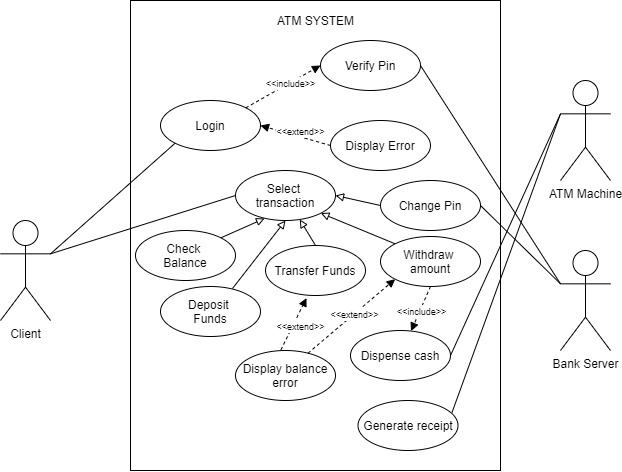 ATM SYSTEM
Verify Pin
<<include>>
Login
<<extend>>
Display Error
ATM Machine
Select
transaction
Change Pin
Check
Balance
Transfer Funds
Withdraw
amount
Deposit
Funds
<<extend>>
<<extend>>
<<include>>
Client
Display balance
error
Dispense cash
Bank Server
Generate receipt